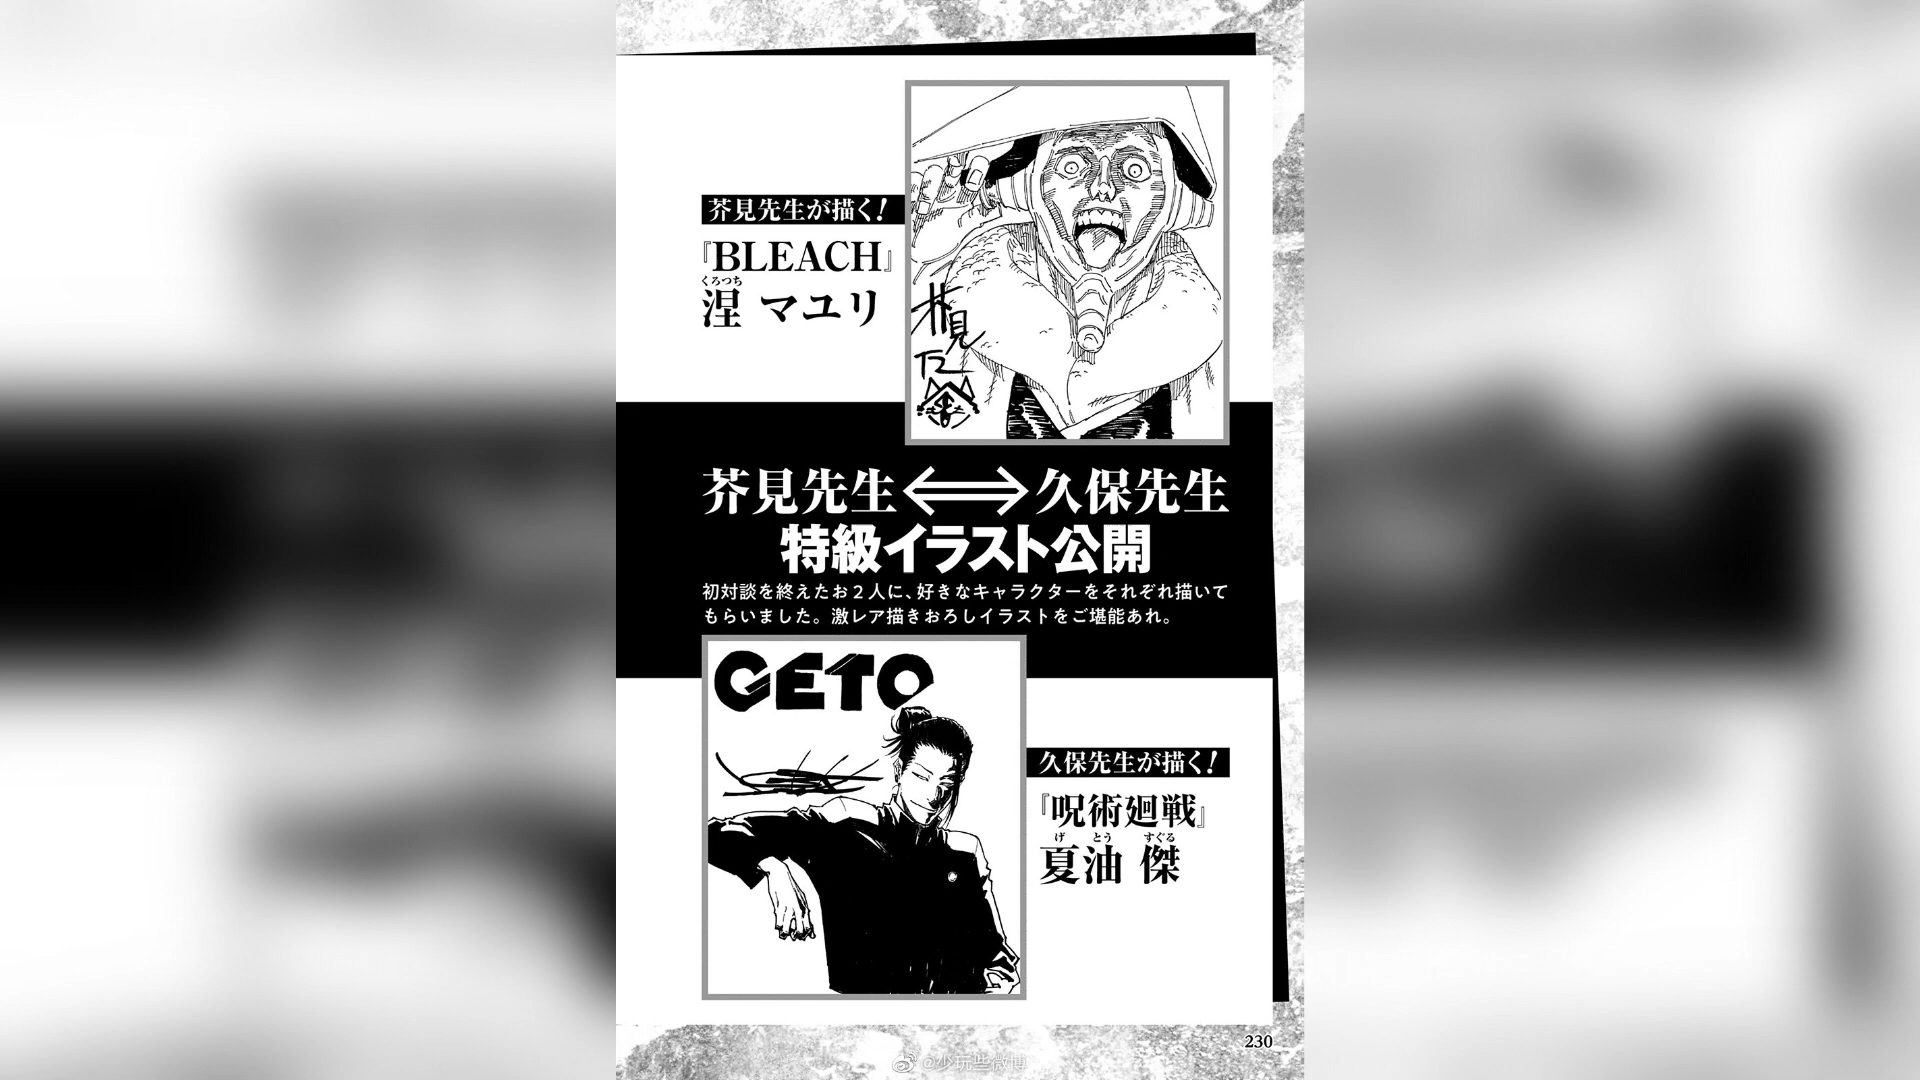 芥見先生が描く！
『BLEACH』
くろつち
涅 マユリ
芥見
下々
芥見先生⇔久保先生
特級イラスト公開
初対談を終えたお２人に、好きなキャラクターをそれぞれ描いて
もらいました。激レア描きおろしイラストをご堪能あれ。
GETO
久保先生が描く！
『呪術廻戦』
げ とう すぐる
夏油 傑
230
@少玩些微博